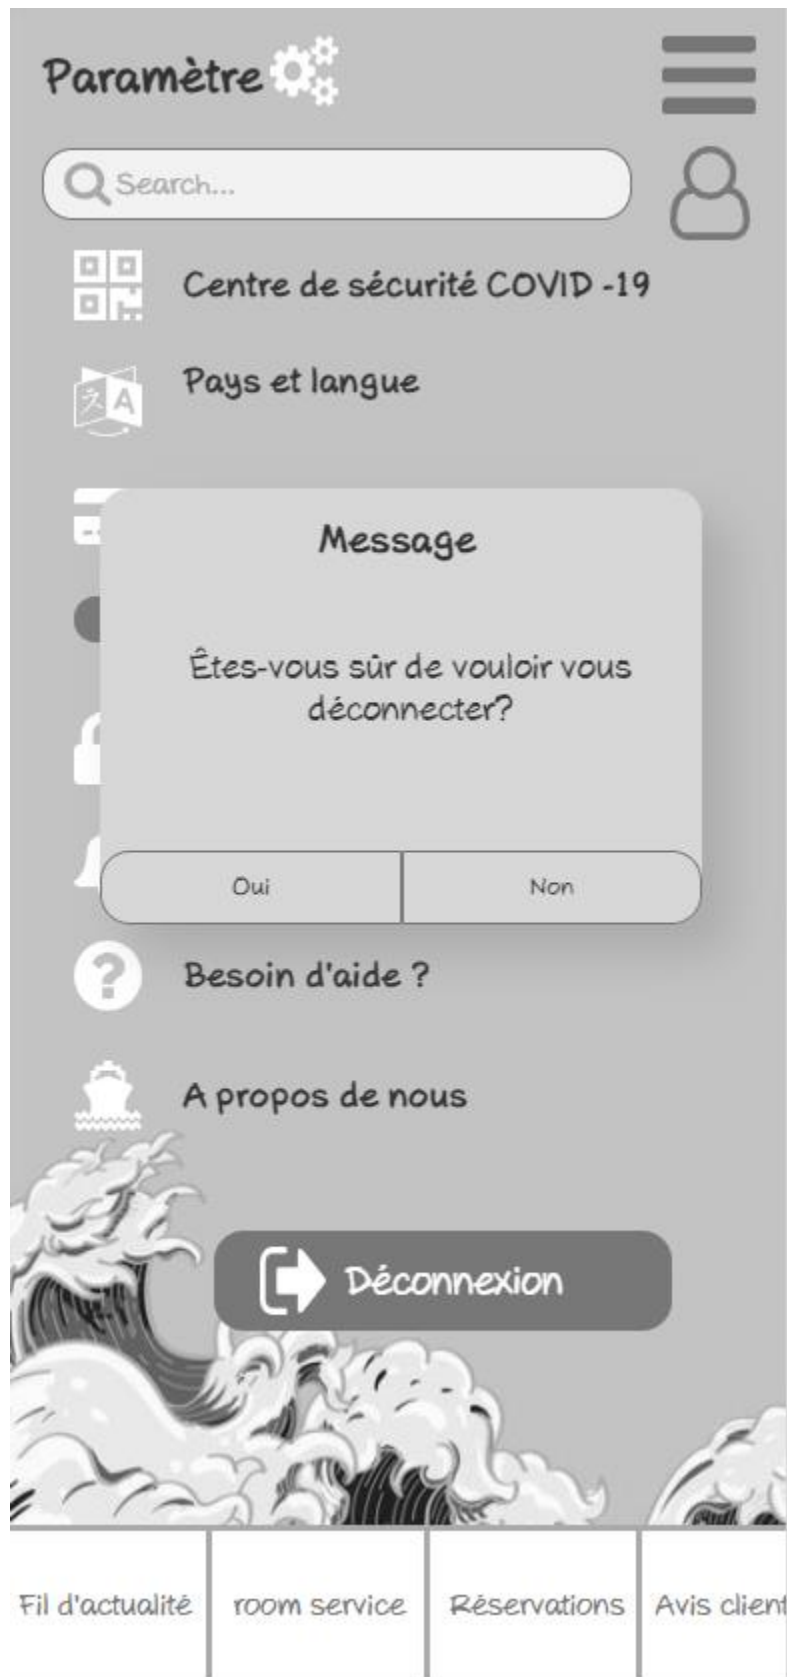 Paramètre
Search...
Centre de sécurité COVID -19
Pays et langue
Message
Êtes-vous sûr de vouloir vous
déconnecter?
Oui
Non
Besoin d'aide ?
A propos de nous
Déconnexion
Fil d'actualité
room service
Réservations
Avis client